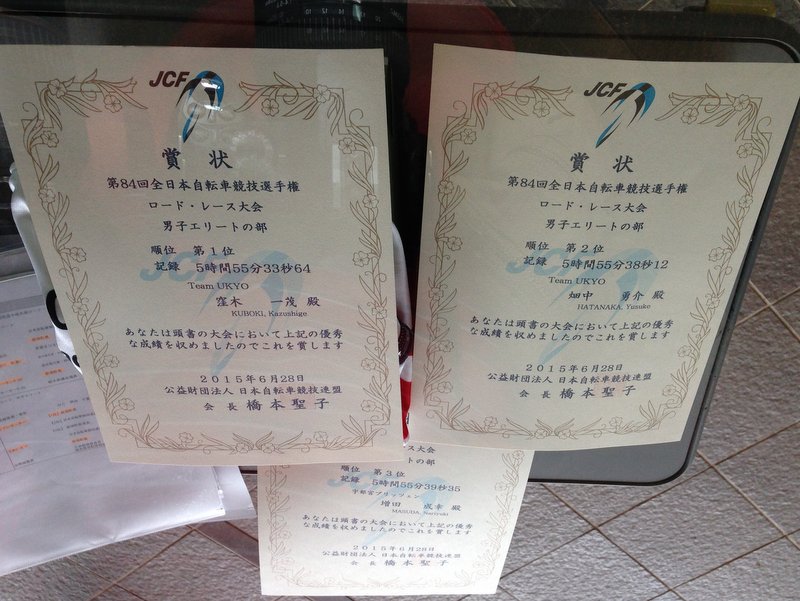 JCF
賞 状
第84回全日本自転車競技選手権
ロード・レース大会
男子エリートの部
順位 第1位
記録 5時間55分33秒64
Team UKYO
窪木 一茂 殿
KUBOKI, Kazushige
あなたは頭書の大会において上記の優秀
な成績を収めましたのでこれを賞します
2015年6月28日
公益財団法人 日本自転車競技連盟
会 長 橋本聖子
JCF
賞 状
第84回全日本自転車競技選手権
ロード・レース大会
男子エリートの部
順位 第2位
記録 5時間55分38秒12
Team UKYO
畑中 勇介 殿
HATANAKA, Yusuke
あなたは頭書の大会において上記の優秀
な成績を収めましたのでこれを賞します
2015年6月28日
公益財団法人 日本自転車競技連盟
会 長 橋本聖子
ース大会
トの部
順位 第3位
記録 5時間55分39秒35
宇都宮ブリッツェン
増田 成幸 殿
MASUDA, Nariyuki
あなたは頭書の大会において上記の優秀
な成績を収めましたのでこれを賞します
2015年6月28日
公益財団法人 日本自転車競技連盟
会 長 橋本聖子